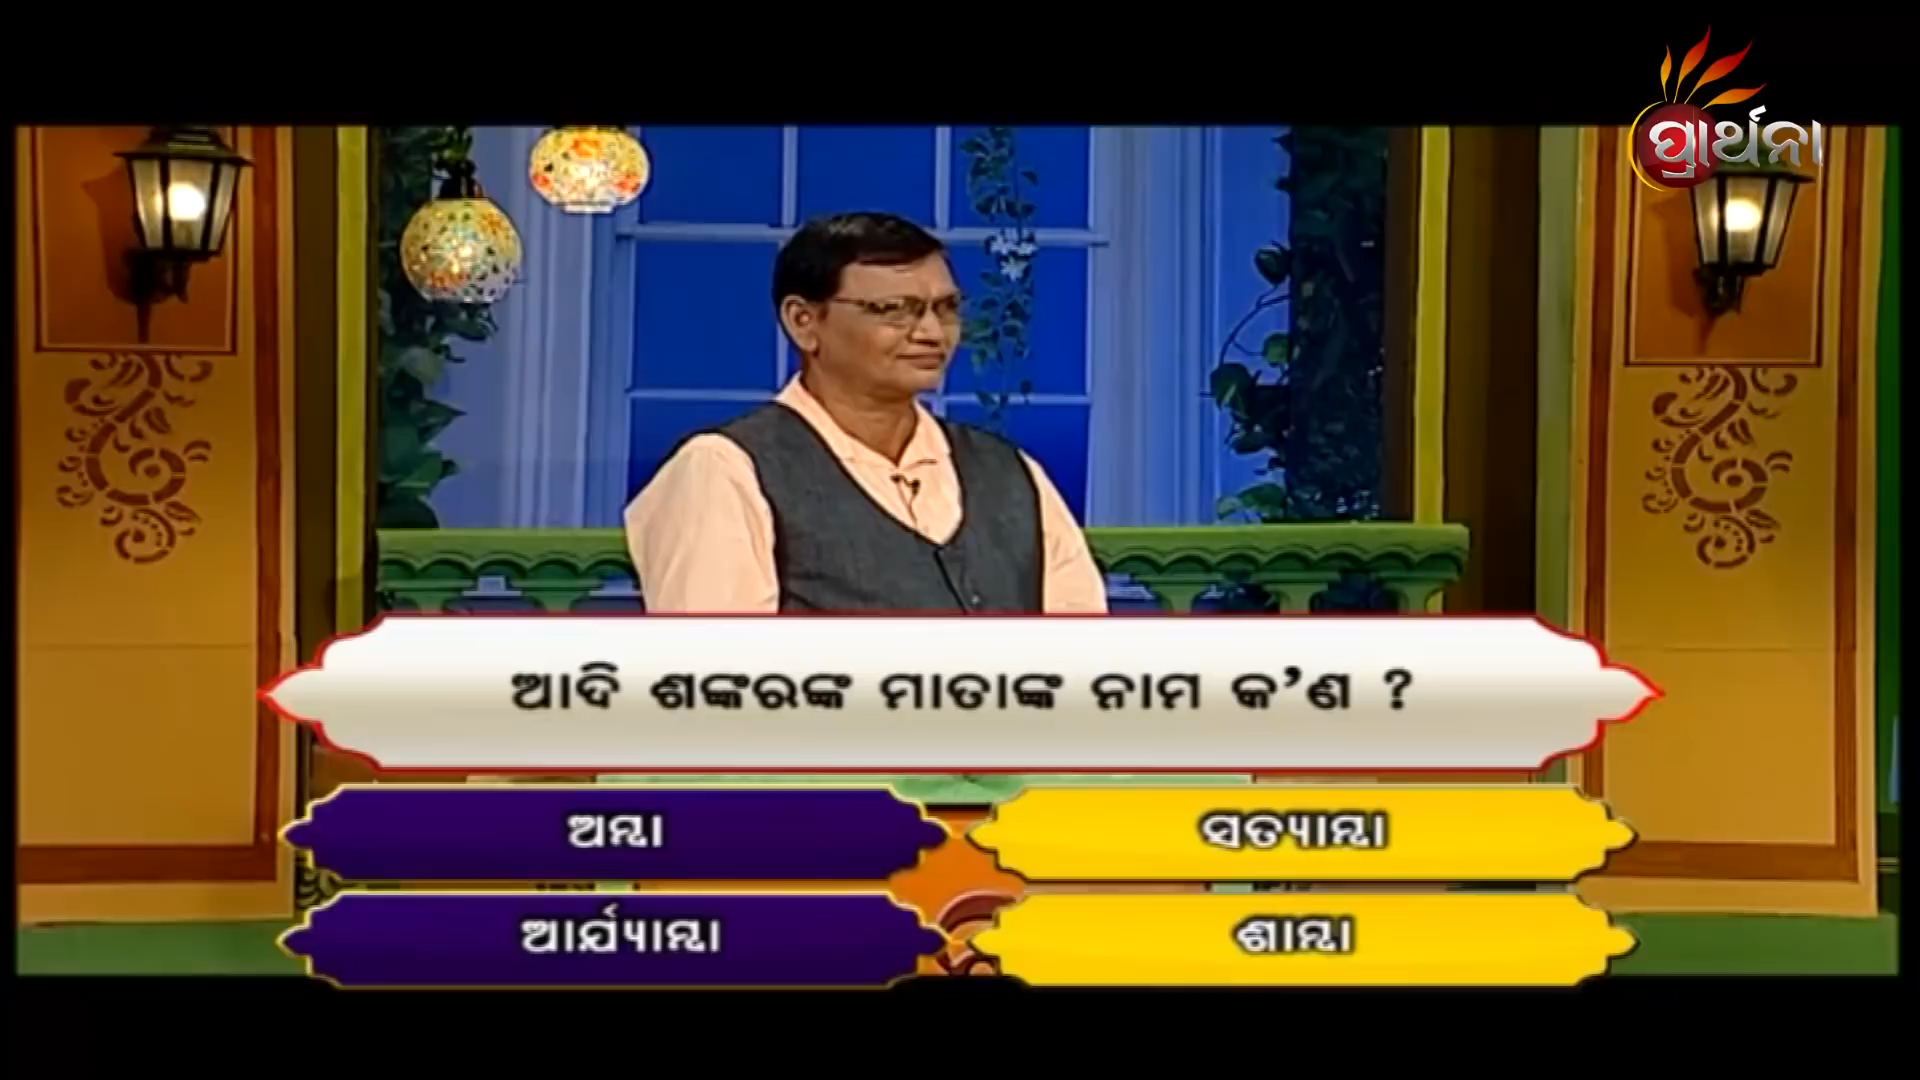 ପ୍ରାର୍ଥନା
ଆଦି ଶଙ୍କରଙ୍କ ମାତାଙ୍କ ନାମ କ’ଣ ?
ଅମ୍ଭା
ସତ୍ୟାମ୍ଭା
ଆର୍ଯ୍ୟାମ୍ଭା
ଶାମ୍ଭା